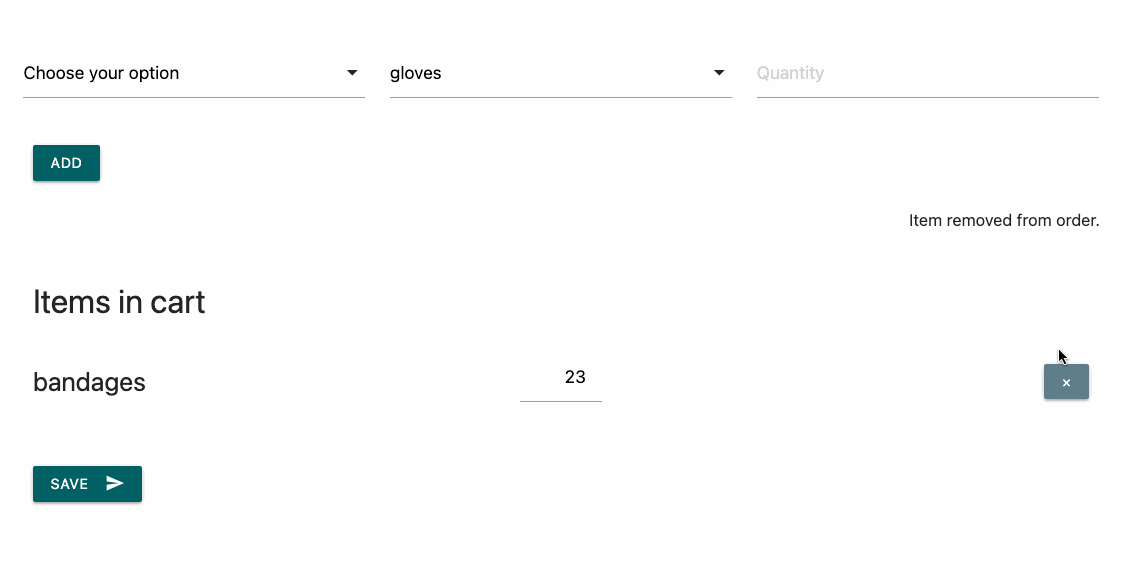 Choose your option
gloves
Quantity
ADD
Item removed from order.
Items in cart
bandages
23
×
SAVE